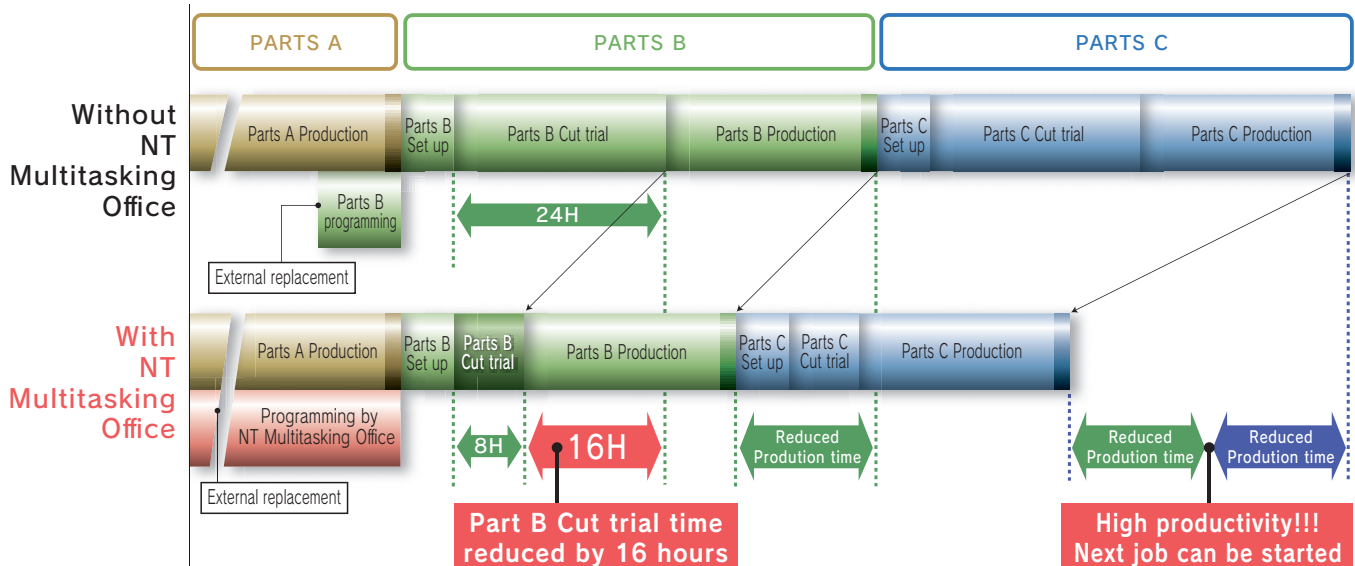 PARTS A
PARTS B
PARTS C
Without
NT
Multitasking
Office
Parts A Production
Parts B
Set up
Parts B Cut trial
Parts B Production
Parts C
Set up
Parts C Cut trial
Parts C Production
Parts B
programming
24H
External replacement
With
NT
Multitasking
Office
Parts A Production
Parts B
Set up
Parts B
Cut trial
Parts B Production
Parts C
Set up
Parts C
Cut trial
Parts C Production
Programming by
NT Multitasking Office
8H
16H
Reduced
Prodution time
Reduced
Prodution time
Reduced
Prodution time
External replacement
Part B Cut trial time
reduced by 16 hours
High productivity!!!
Next job can be started